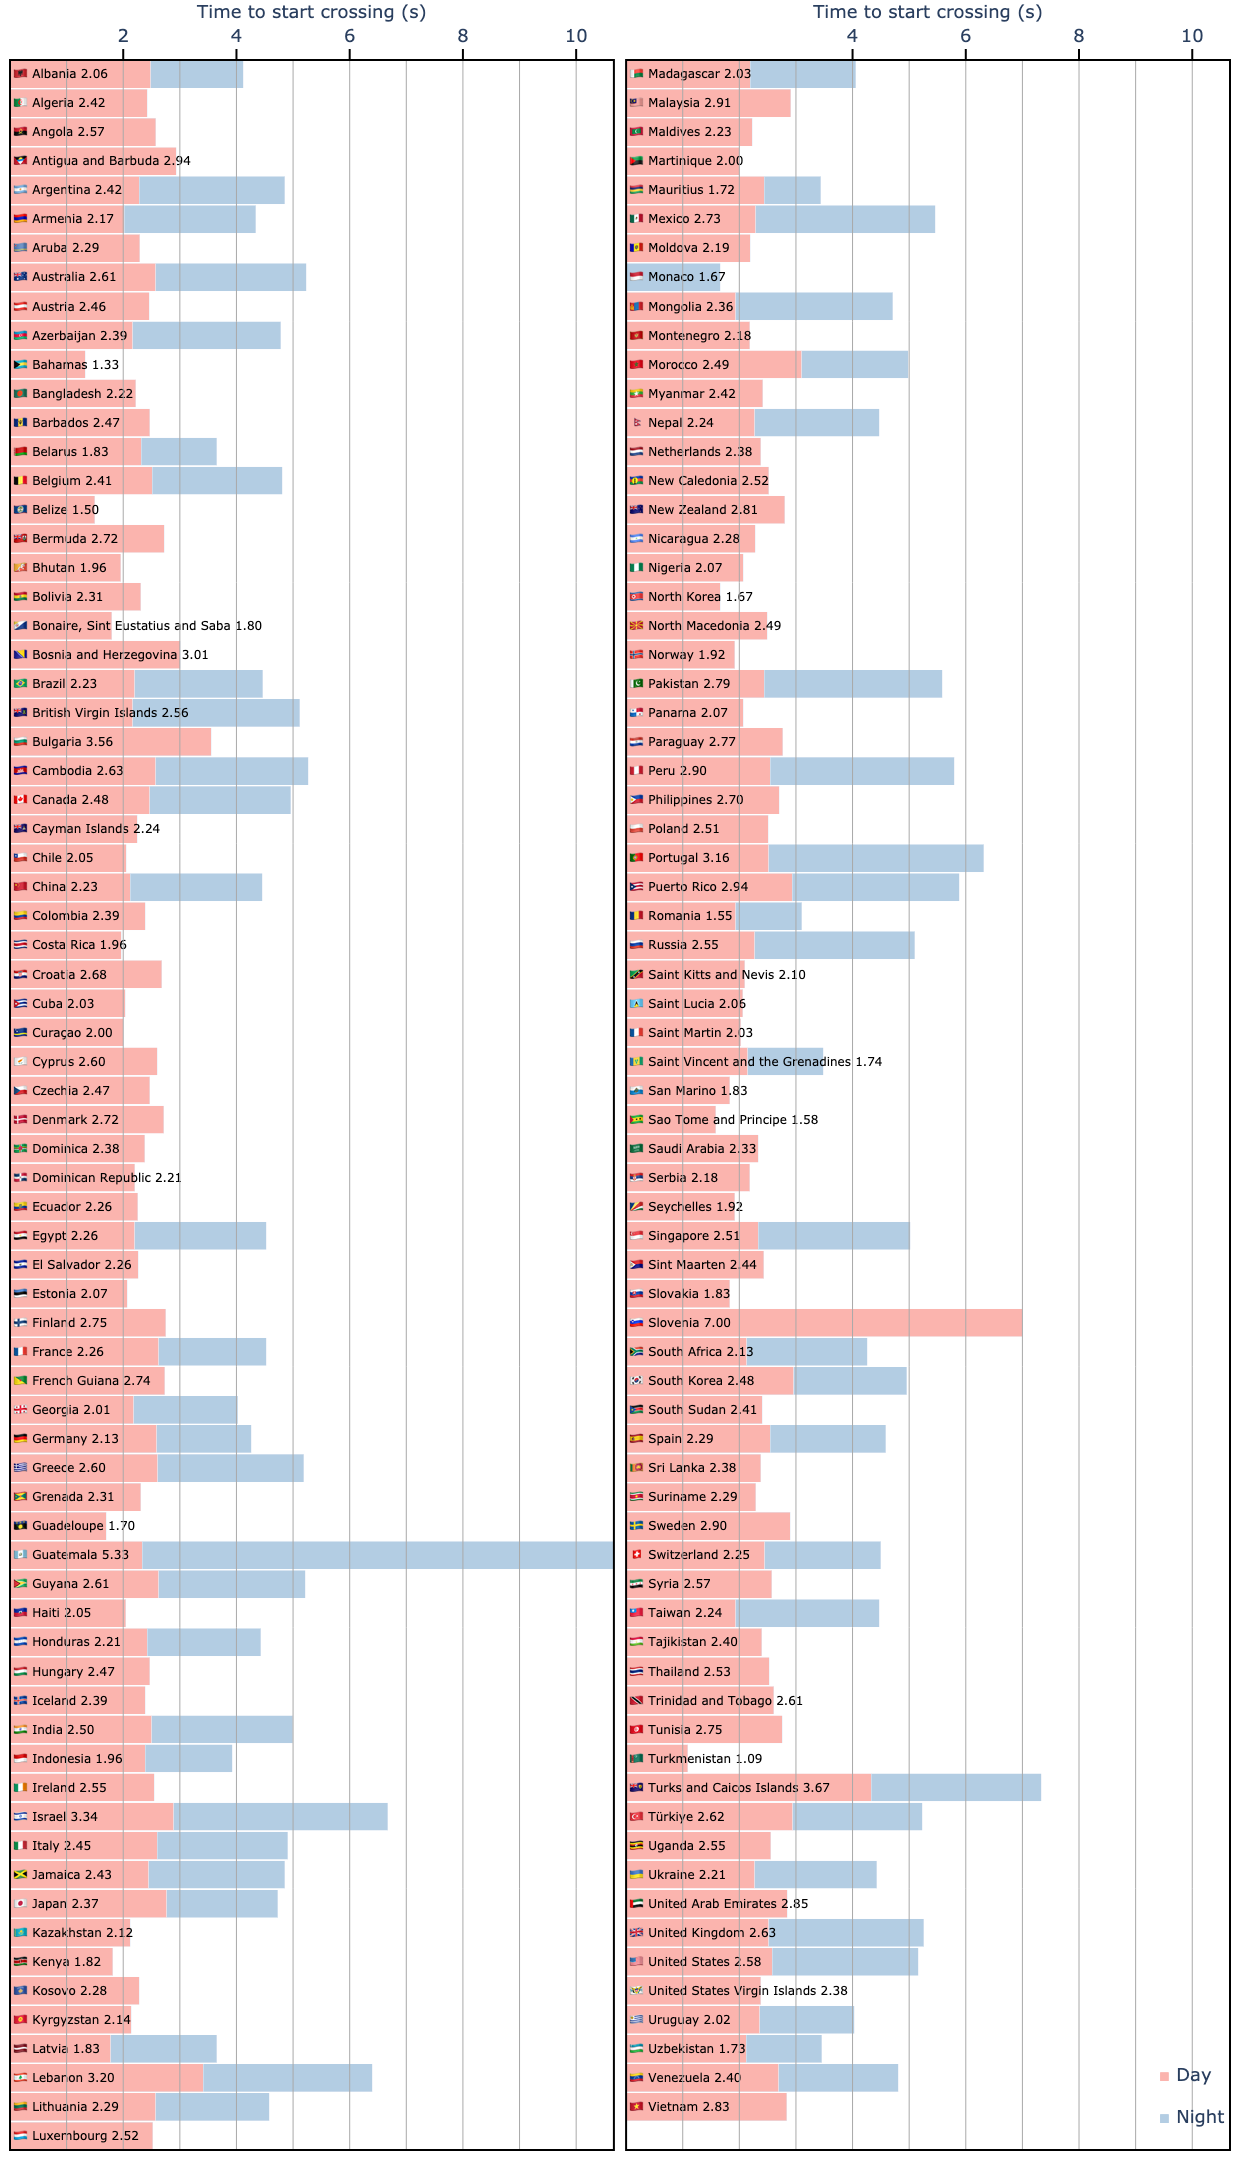 Time to start crossing (s)
2 4 6 8 10
Albania 2.06
Algeria 2.42
Angola 2.57
Antigua and Barbuda 2.94
Argentina 2.42
Armenia 2.17
Aruba 2.29
Australia 2.61
Austria 2.46
Azerbaijan 2.39
Bahamas 1.33
Bangladesh 2.22
Barbados 2.47
Belarus 1.83
Belgium 2.41
Belize 1.50
Bermuda 2.72
Bhutan 1.96
Bolivia 2.31
Bonaire, Sint Eustatius and Saba 1.80
Bosnia and Herzegovina 3.01
Brazil 2.23
British Virgin Islands 2.56
Bulgaria 3.56
Cambodia 2.63
Canada 2.48
Cayman Islands 2.24
Chile 2.05
China 2.23
Colombia 2.39
Costa Rica 1.96
Croatia 2.68
Cuba 2.03
Curaçao 2.00
Cyprus 2.60
Czechia 2.47
Denmark 2.72
Dominica 2.38
Dominican Republic 2.21
Ecuador 2.26
Egypt 2.26
El Salvador 2.26
Estonia 2.07
Finland 2.75
France 2.26
French Guiana 2.74
Georgia 2.01
Germany 2.13
Greece 2.60
Grenada 2.31
Guadeloupe 1.70
Guatemala 5.33
Guyana 2.61
Haiti 2.05
Honduras 2.21
Hungary 2.47
Iceland 2.39
India 2.50
Indonesia 1.96
Ireland 2.55
Israel 3.34
Italy 2.45
Jamaica 2.43
Japan 2.37
Kazakhstan 2.12
Kenya 1.82
Kosovo 2.28
Kyrgyzstan 2.14
Latvia 1.83
Lebanon 3.20
Lithuania 2.29
Luxembourg 2.52
Time to start crossing (s)
4 6 8 10
Madagascar 2.03
Malaysia 2.91
Maldives 2.23
Martinique 2.00
Mauritius 1.72
Mexico 2.73
Moldova 2.19
Monaco 1.67
Mongolia 2.36
Montenegro 2.18
Morocco 2.49
Myanmar 2.42
Nepal 2.24
Netherlands 2.38
New Caledonia 2.52
New Zealand 2.81
Nicaragua 2.28
Nigeria 2.07
North Korea 1.67
North Macedonia 2.49
Norway 1.92
Pakistan 2.79
Panama 2.07
Paraguay 2.77
Peru 2.90
Philippines 2.70
Poland 2.51
Portugal 3.16
Puerto Rico 2.94
Romania 1.55
Russia 2.55
Saint Kitts and Nevis 2.10
Saint Lucia 2.06
Saint Martin 2.03
Saint Vincent and the Grenadines 1.74
San Marino 1.83
Sao Tome and Principe 1.58
Saudi Arabia 2.33
Serbia 2.18
Seychelles 1.92
Singapore 2.51
Sint Maarten 2.44
Slovakia 1.83
Slovenia 7.00
South Africa 2.13
South Korea 2.48
South Sudan 2.41
Spain 2.29
Sri Lanka 2.38
Suriname 2.29
Sweden 2.90
Switzerland 2.25
Syria 2.57
Taiwan 2.24
Tajikistan 2.40
Thailand 2.53
Trinidad and Tobago 2.61
Tunisia 2.75
Turkmenistan 1.09
Turks and Caicos Islands 3.67
Türkiye 2.62
Uganda 2.55
Ukraine 2.21
United Arab Emirates 2.85
United Kingdom 2.63
United States 2.58
United States Virgin Islands 2.38
Uruguay 2.02
Uzbekistan 1.73
Venezuela 2.40
Vietnam 2.83
Day
Night